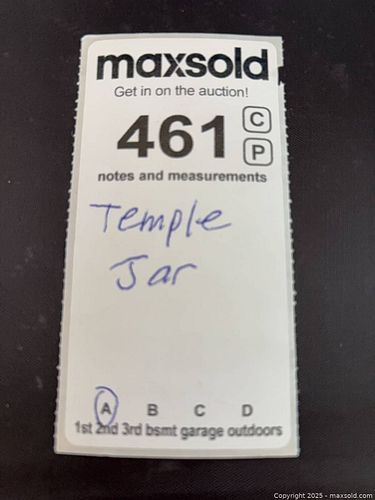 maxsold
Get in on the auction!
461 C
P
notes and measurements
Temple
Jar
A B C D
1st 2nd 3rd bsmt garage outdoors
Copyright 2025 - maxsold.com